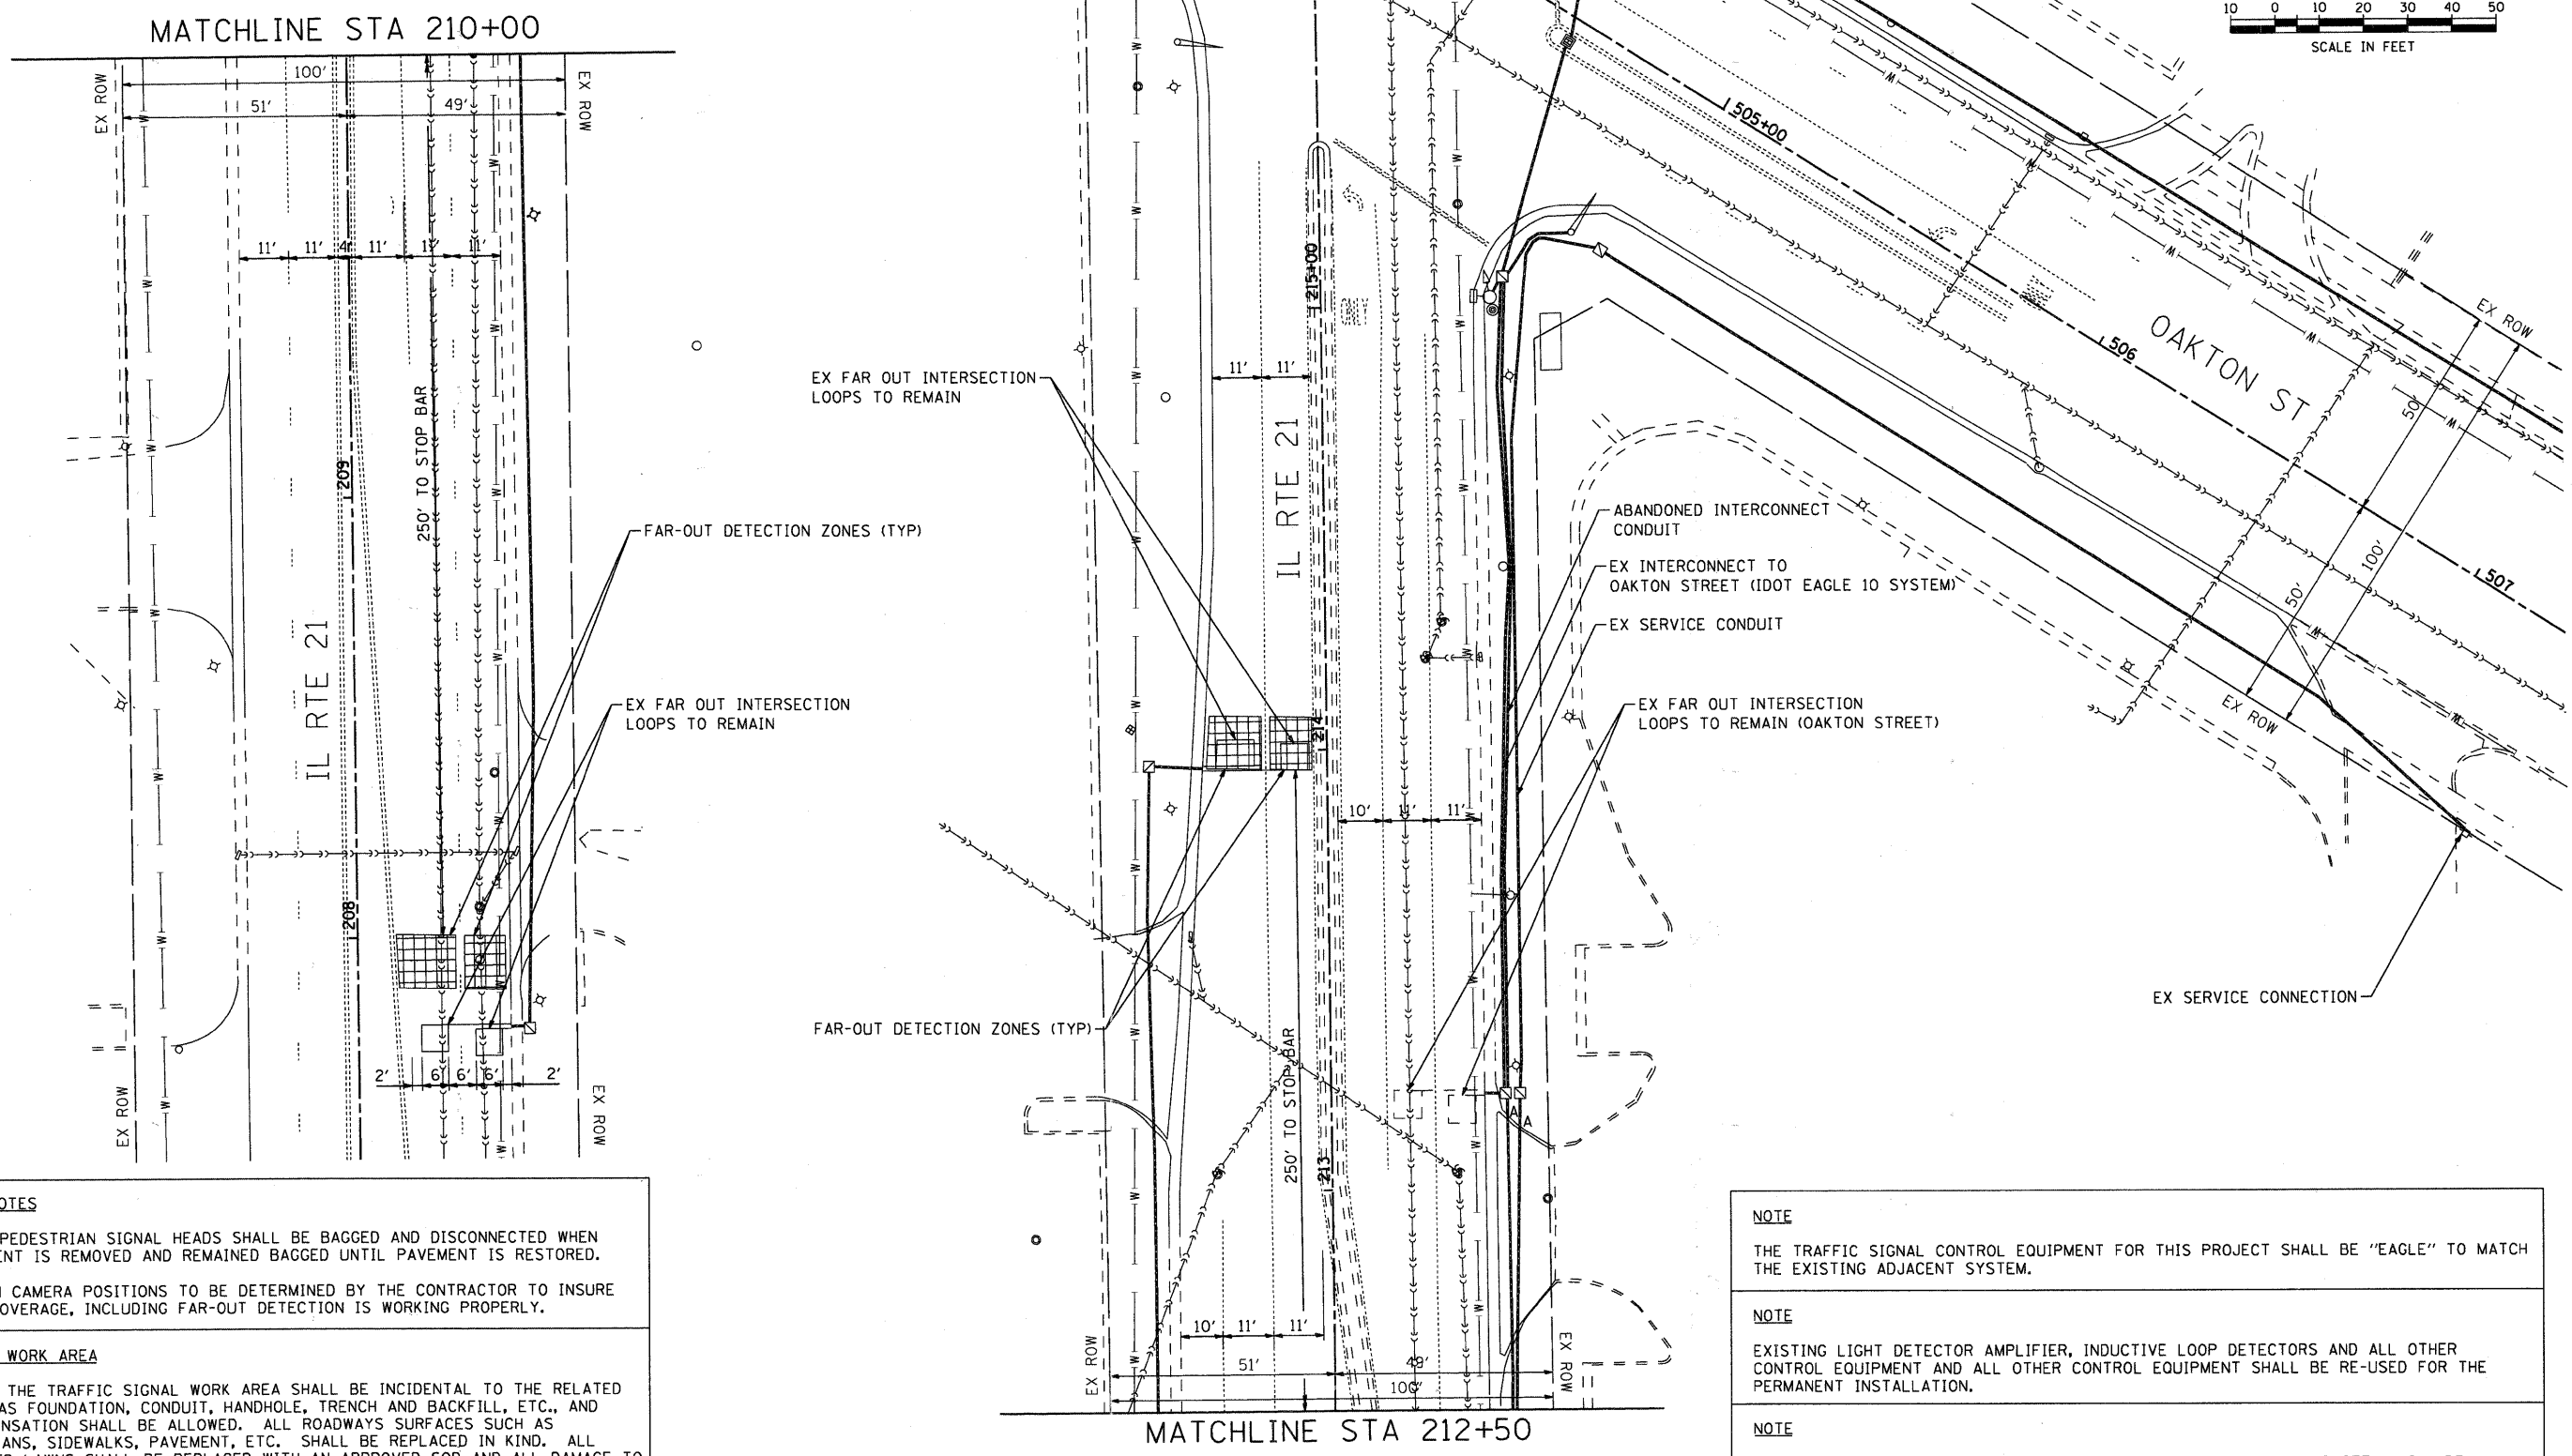 MATCHLINE STA 210+00
EX ROW
100'
EX ROW
51'
49'
11'
11'
4'
11'
11'
11'
209
250' TO STOP BAR
FAR-OUT DETECTION ZONES (TYP)
IL RTE 21
EX FAR OUT INTERSECTION
LOOPS TO REMAIN
208
2'
6'
6'
6'
2'
EX ROW
EX ROW
OTES
PEDESTRIAN SIGNAL HEADS SHALL BE BAGGED AND DISCONNECTED WHEN
ENT IS REMOVED AND REMAINED BAGGED UNTIL PAVEMENT IS RESTORED.
CAMERA POSITIONS TO BE DETERMINED BY THE CONTRACTOR TO INSURE
OVERAGE, INCLUDING FAR-OUT DETECTION IS WORKING PROPERLY.
WORK AREA
THE TRAFFIC SIGNAL WORK AREA SHALL BE INCIDENTAL TO THE RELATED
AS FOUNDATION, CONDUIT, HANDHOLE, TRENCH AND BACKFILL, ETC., AND
ENSATION SHALL BE ALLOWED. ALL ROADWAYS SURFACES SUCH AS
ANS, SIDEWALKS, PAVEMENT, ETC. SHALL BE REPLACED IN KIND. ALL
SHALL BE REPLACED WITH AN APPROVED SOD AND ALL DAMAGE TO
10 0 10 20 30 40 50
SCALE IN FEET
505+00
506
507
OAKTON ST
EX ROW
50'
100'
50'
EX ROW
215+00
EX FAR OUT INTERSECTION
LOOPS TO REMAIN
11'
11'
IL RTE 21
ABANDONED INTERCONNECT
CONDUIT
EX INTERCONNECT TO
OAKTON STREET (IDOT EAGLE 10 SYSTEM)
EX SERVICE CONDUIT
EX FAR OUT INTERSECTION
LOOPS TO REMAIN (OAKTON STREET)
214
10'
11'
11'
EX SERVICE CONNECTION
FAR-OUT DETECTION ZONES (TYP)
250' TO STOP BAR
A
A
213
10'
11'
11'
EX ROW
51'
49'
EX ROW
100'
MATCHLINE STA 212+50
NOTE
THE TRAFFIC SIGNAL CONTROL EQUIPMENT FOR THIS PROJECT SHALL BE "EAGLE" TO MATCH
THE EXISTING ADJACENT SYSTEM.
NOTE
EXISTING LIGHT DETECTOR AMPLIFIER, INDUCTIVE LOOP DETECTORS AND ALL OTHER
CONTROL EQUIPMENT AND ALL OTHER CONTROL EQUIPMENT SHALL BE RE-USED FOR THE
PERMANENT INSTALLATION.
NOTE